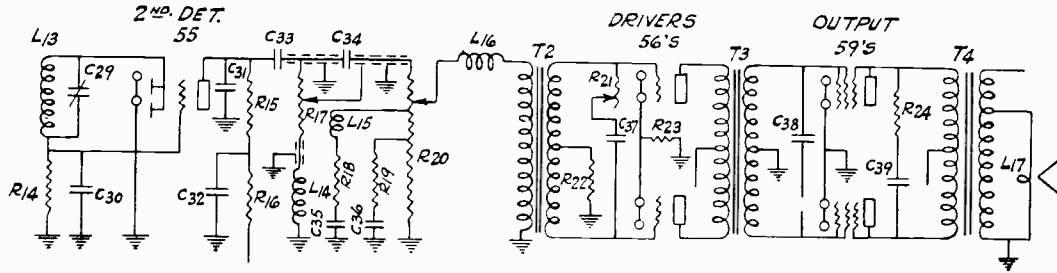 2ND. DET.
55
DRIVERS
56'S
OUTPUT
59'S
L13
C29
C33
C34
L16
T2
T3
T4
C31
R15
R17
L15
R21
C37
R23
C38
R24
R14
C30
C32
R16
L14
R18
C35
R19
C36
R20
R22
C39
L17